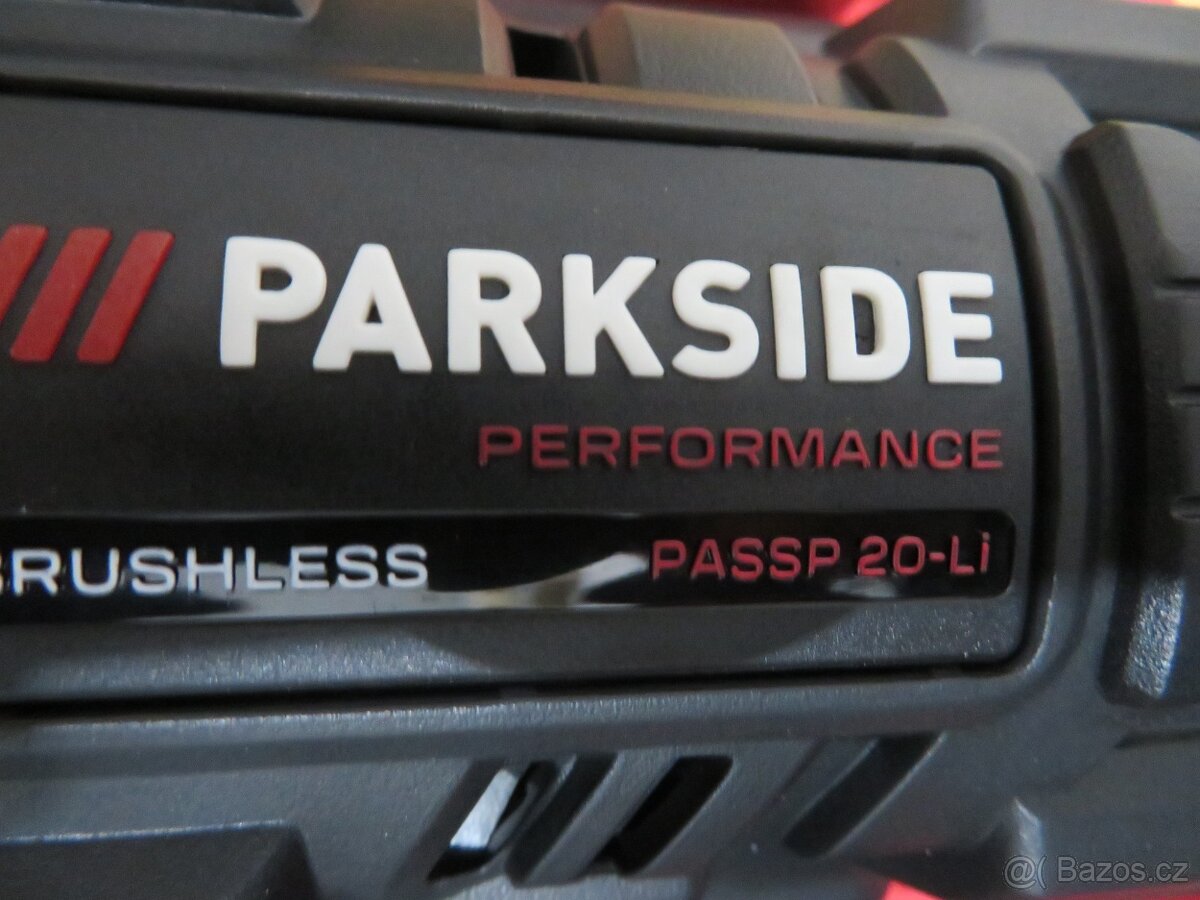 PARKSIDE
PERFORMANCE
BRUSHLESS PASSP 20-Li
@( Bazos.cz